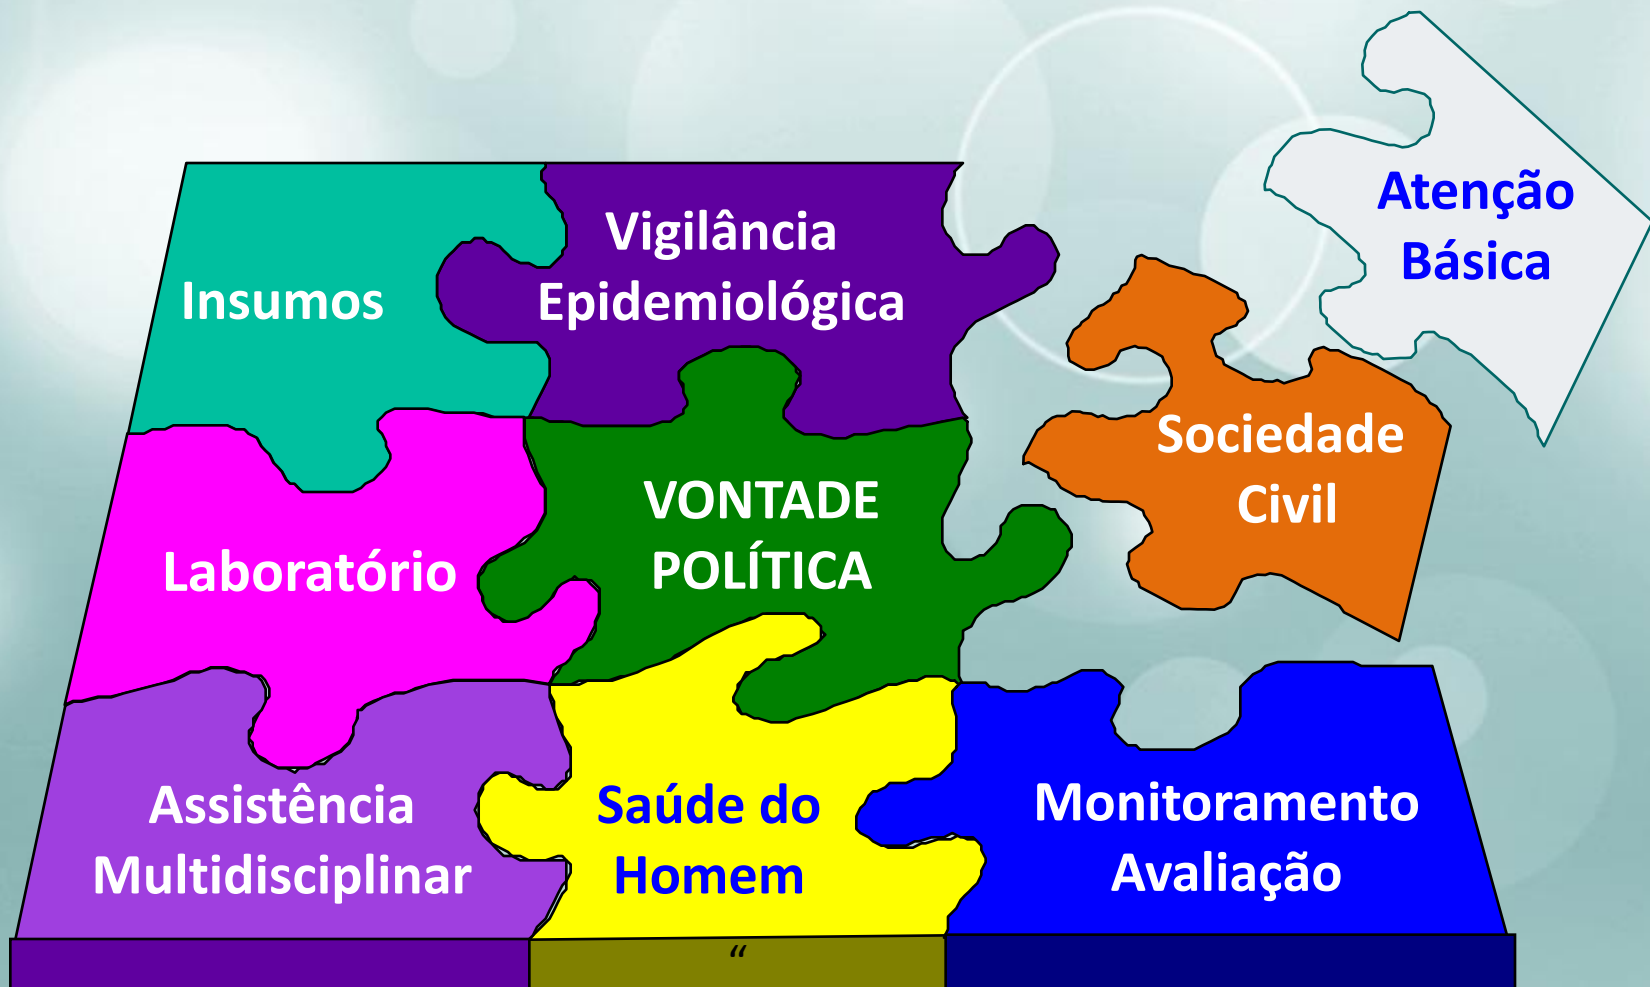 Insumos
Vigilância
Epidemiológica
Atenção
Básica
Laboratório
VONTADE
POLÍTICA
Sociedade
Civil
Assistência
Multidisciplinar
Saúde do
Homem
Monitoramento
Avaliação
“